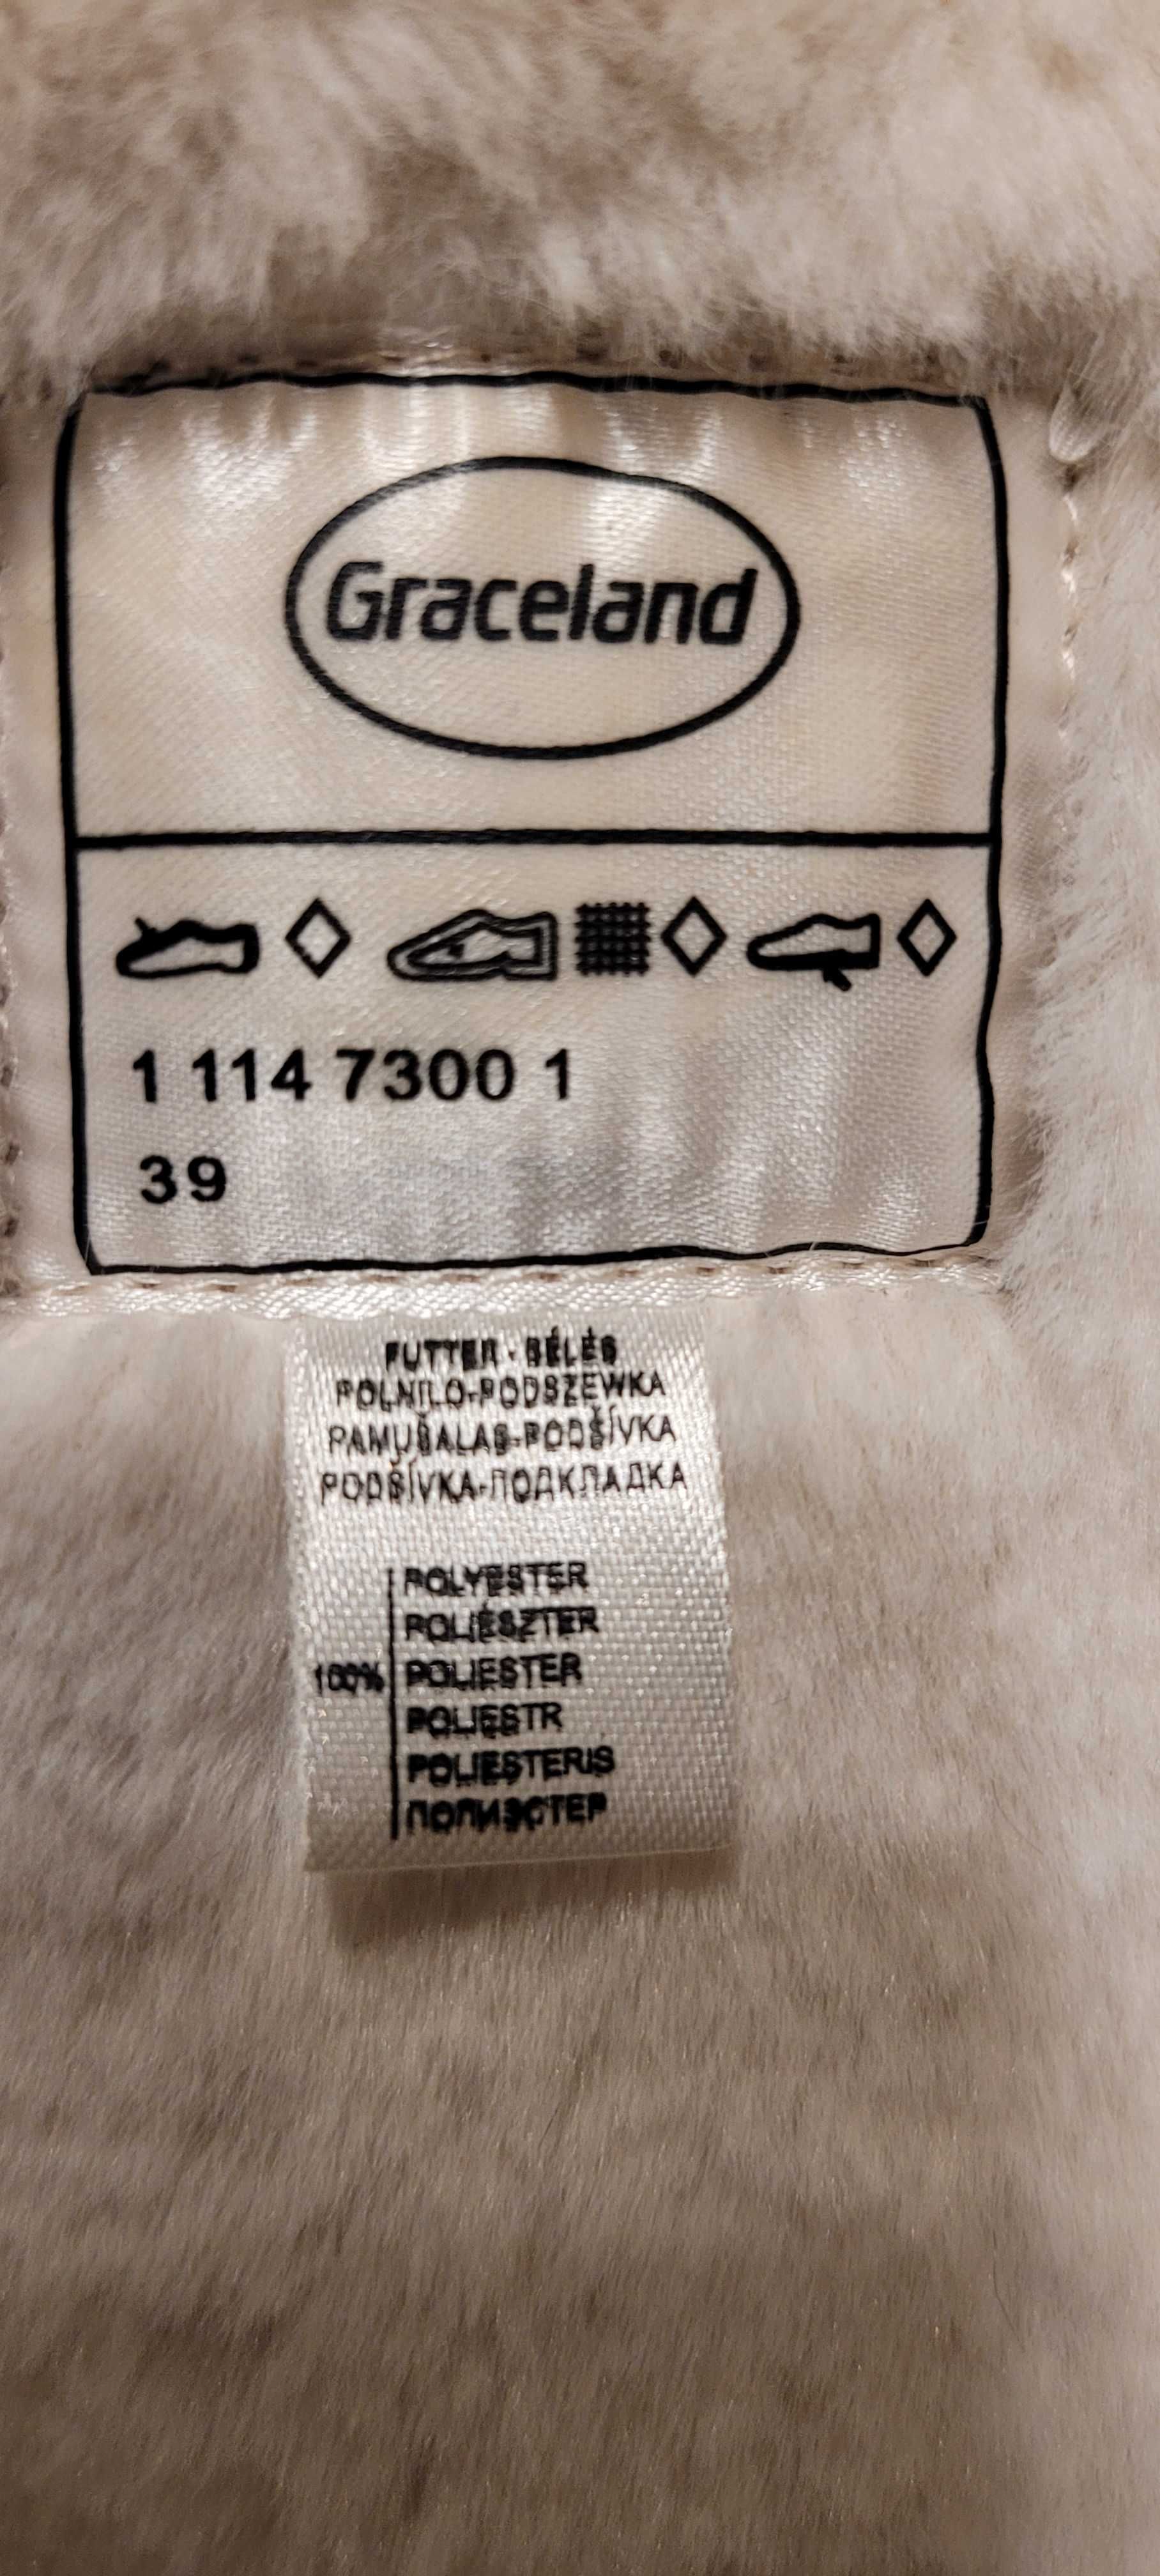 Graceland
1 114 7300 1
39
FUTTER - BÉLÉS
POLNILO-PODSZEWKA
PAMUŠALAS-PODŠÍVKA
PODŠÍVKA-ПОДКЛАДКА
POLYESTER
POLIÉSZTER
100% POLIESTER
POLIESTR
POLIESTERIS
ПОЛИЭСТЕР